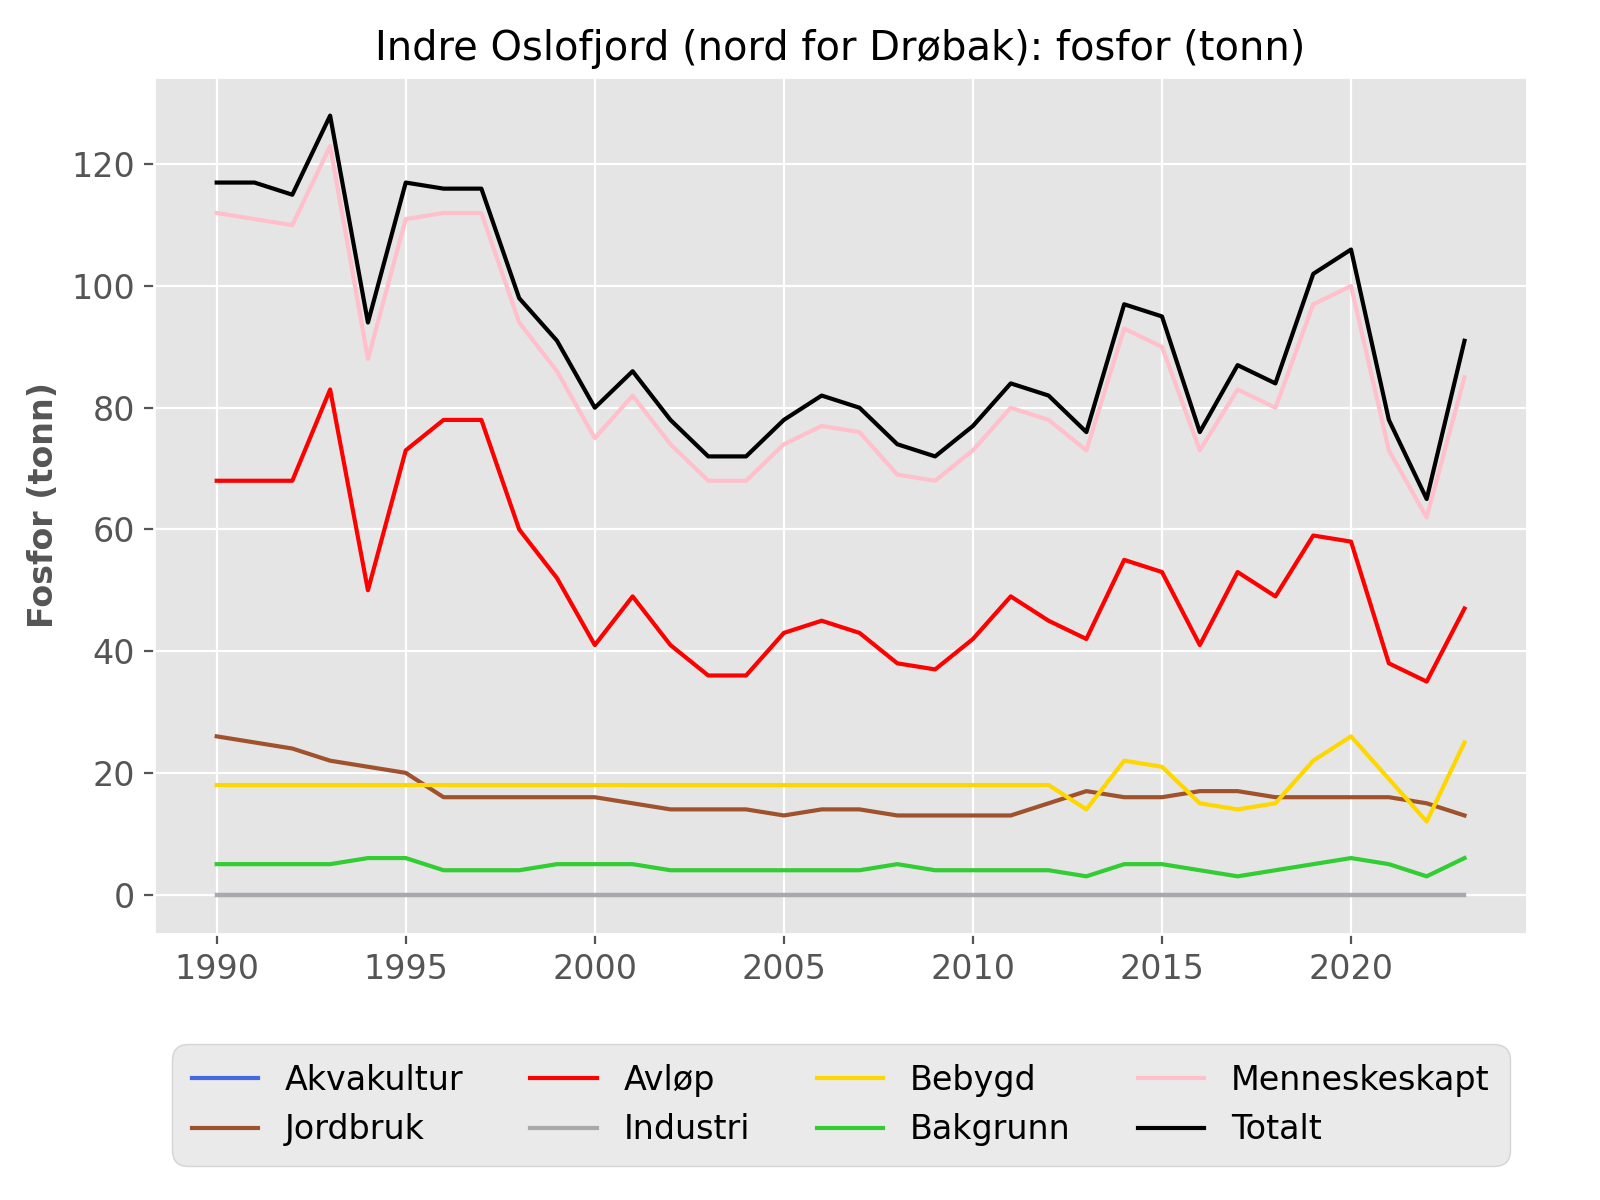 Indre Oslofjord (nord for Drøbak): fosfor (tonn)
Fosfor (tonn)
120
100
80
60
40
20
0
1990 1995 2000 2005 2010 2015 2020
Akvakultur Avløp Bebygd Menneskeskapt
Jordbruk Industri Bakgrunn Totalt